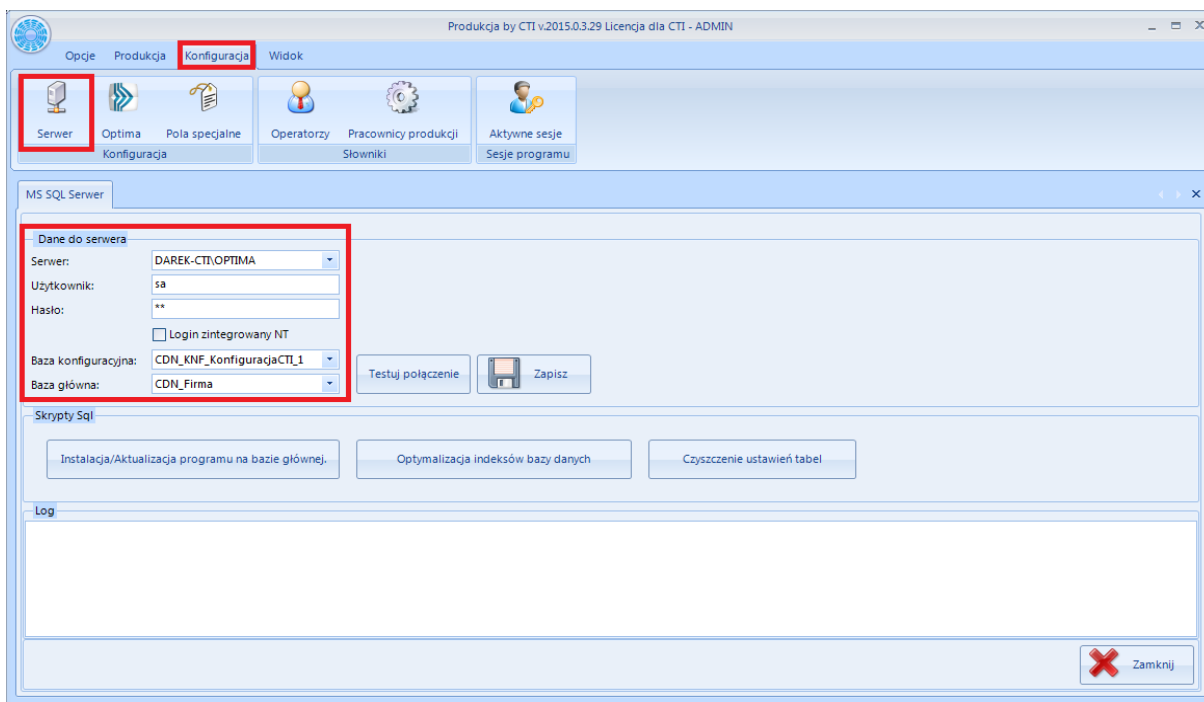 Produkcja by CTI v.2015.0.3.29 Licencja dla CTI - ADMIN
Opcje Produkcja Konfiguracja Widok
Serwer Optima Pola specjalne Operatorzy Pracownicy produkcji Aktywne sesje
Konfiguracja Słowniki Sesje programu
MS SQL Serwer
Dane do serwera
Serwer: DAREK-CTI\OPTIMA
Użytkownik: sa
Hasło: **
Login zintegrowany NT
Baza konfiguracyjna: CDN_KNF_KonfiguracjaCTI_1
Testuj połączenie Zapisz
Baza główna: CDN_Firma
Skrypty Sql
Instalacja/Aktualizacja programu na bazie głównej. Optymalizacja indeksów bazy danych Czyszczenie ustawień tabel
Log
Zamknij